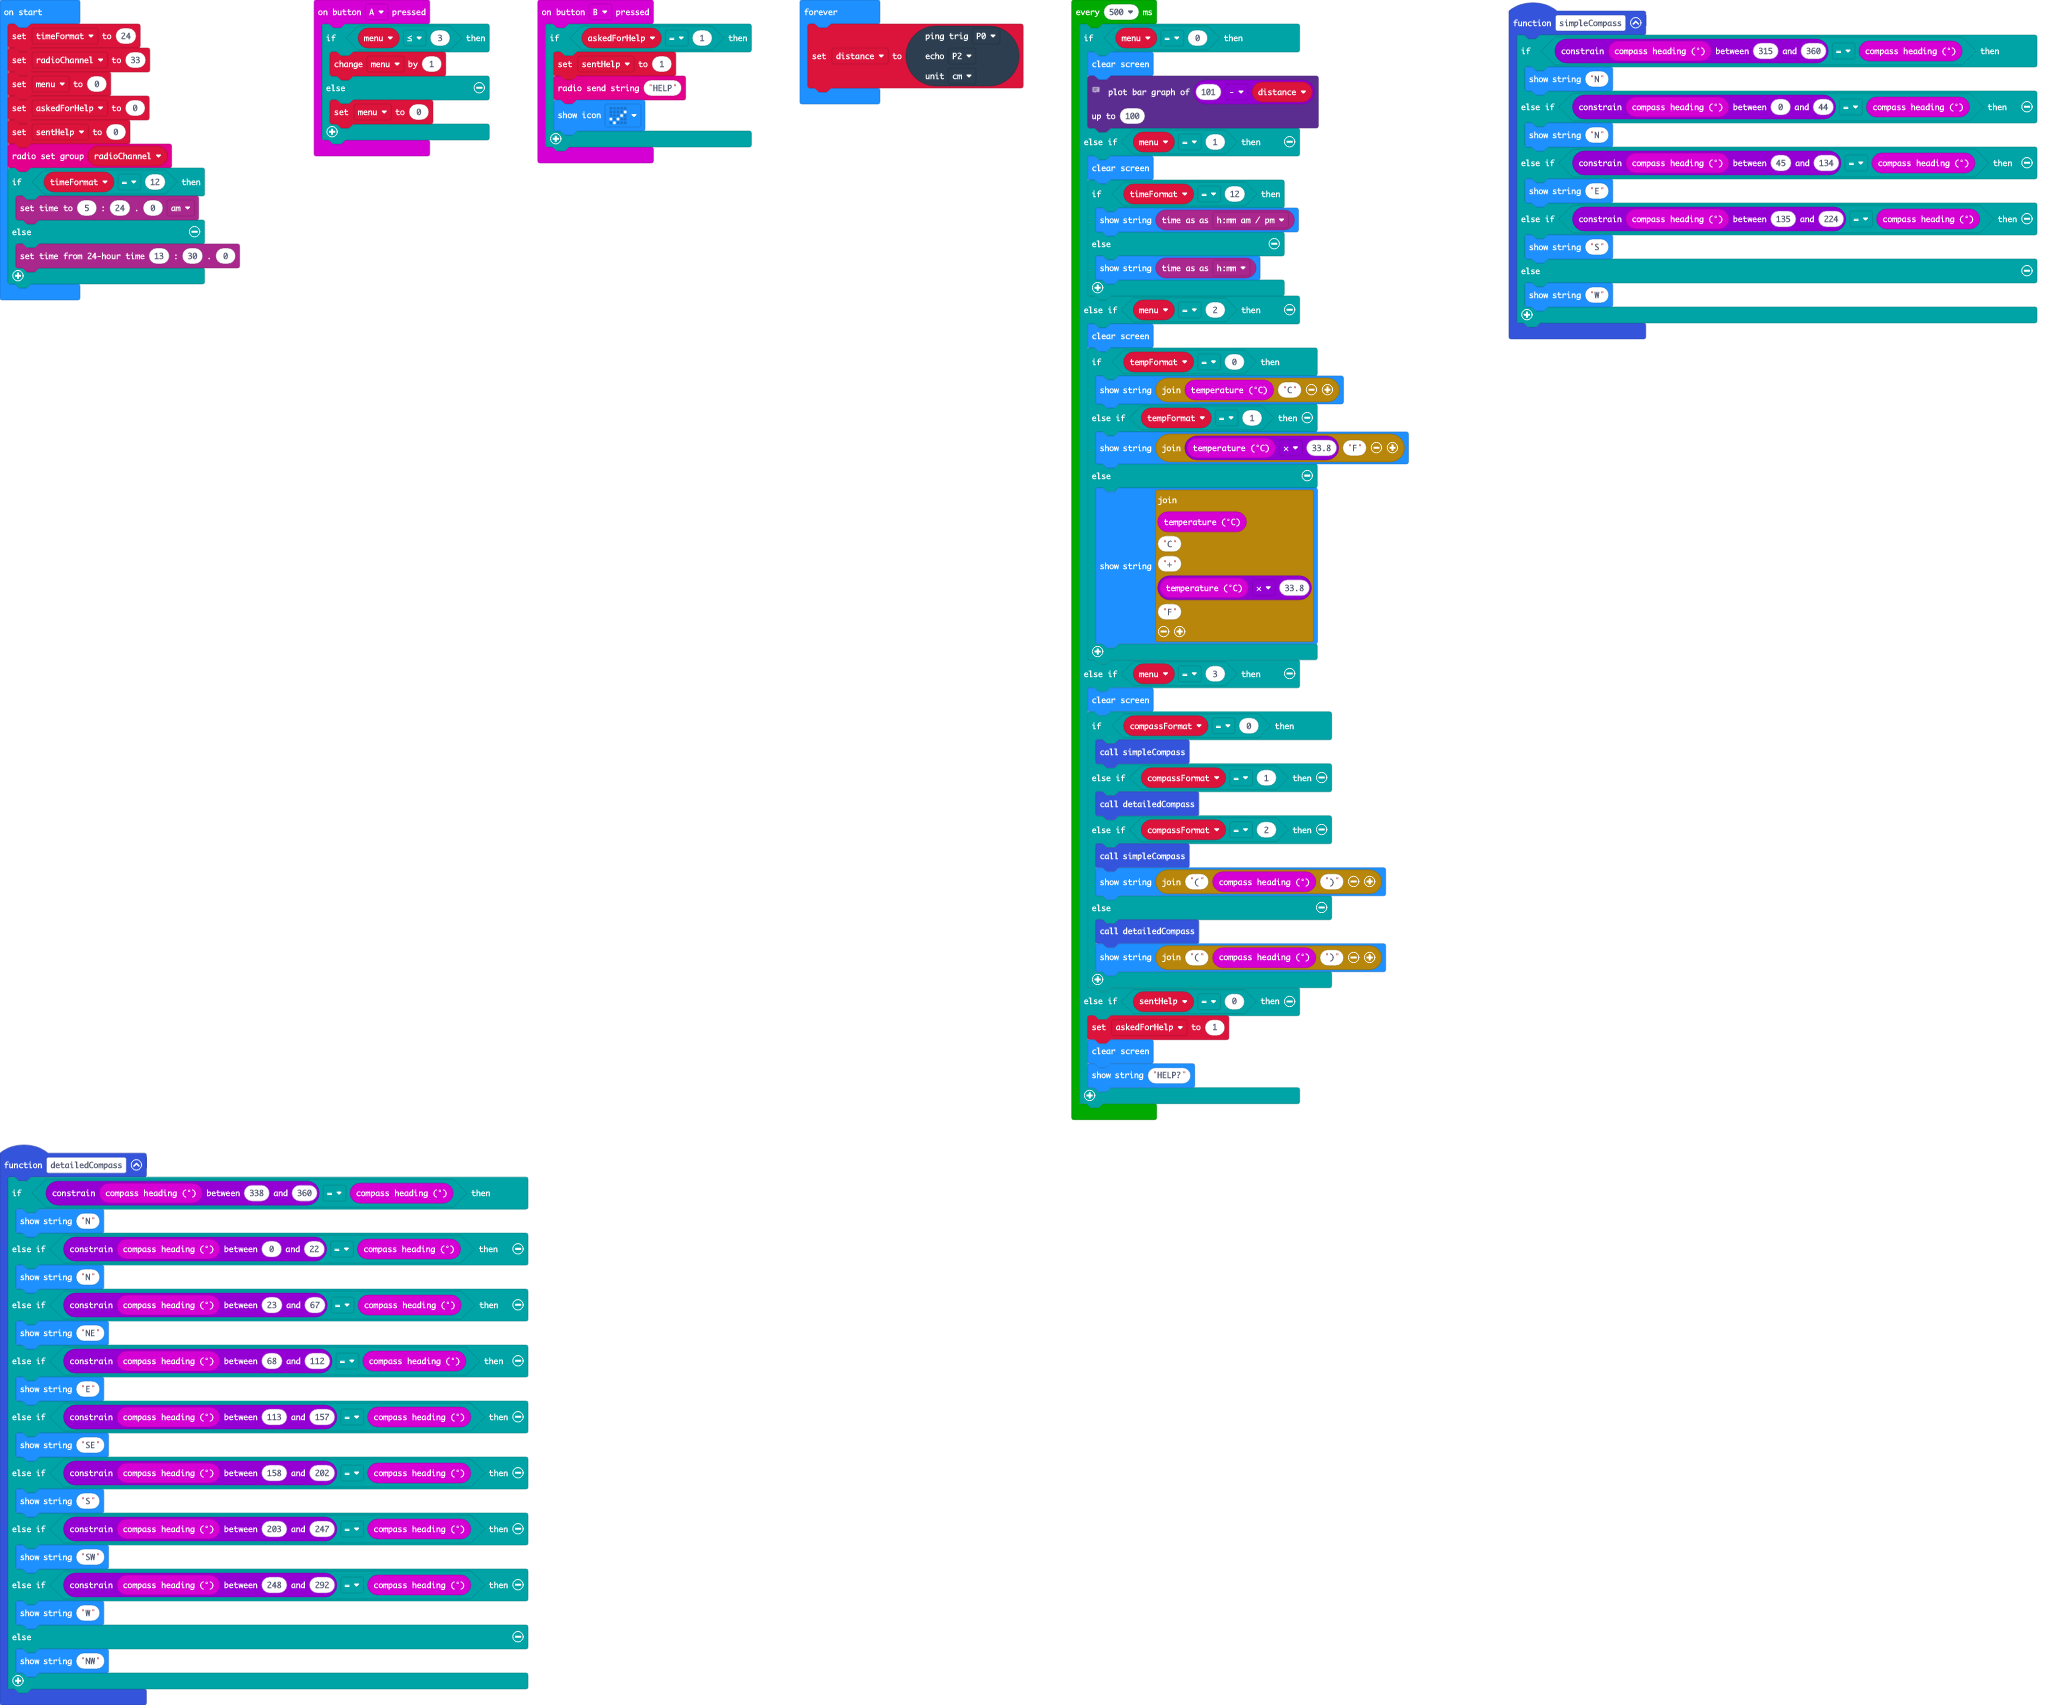 on start
set timeFormat to 24
set radioChannel to 33
set menu to 0
set askedForHelp to 0
set sentHelp to 0
radio set group radioChannel
if timeFormat = 12 then
set time to 5 : 24 . 0 am
else
set time from 24-hour time 13 : 30 . 0
on button A pressed
if menu ≤ 3 then
change menu by 1
else
set menu to 0
on button B pressed
if askedForHelp = 1 then
set sentHelp to 1
radio send string "HELP"
show icon
forever
set distance to
ping trig P0
echo P2
unit cm
every 500 ms
if menu = 0 then
clear screen
plot bar graph of 101 - distance
up to 100
else if menu = 1 then
clear screen
if timeFormat = 12 then
show string time as as h:mm am / pm
else
show string time as as h:mm
else if menu = 2 then
clear screen
if tempFormat = 0 then
show string join temperature (°C) "C"
else if tempFormat = 1 then
show string join temperature (°C) × 33.8 "F"
else
show string
join
temperature (°C)
"C"
"+"
temperature (°C) × 33.8
"F"
else if menu = 3 then
clear screen
if compassFormat = 0 then
call simpleCompass
else if compassFormat = 1 then
call detailedCompass
else if compassFormat = 2 then
call simpleCompass
show string join "(" compass heading (°) ")"
else
call detailedCompass
show string join "(" compass heading (°) ")"
else if sentHelp = 0 then
set askedForHelp to 1
clear screen
show string "HELP?"
function simpleCompass
if constrain compass heading (°) between 315 and 360 = compass heading (°) then
show string "N"
else if constrain compass heading (°) between 0 and 44 = compass heading (°) then
show string "N"
else if constrain compass heading (°) between 45 and 134 = compass heading (°) then
show string "E"
else if constrain compass heading (°) between 135 and 224 = compass heading (°) then
show string "S"
else
show string "W"
function detailedCompass
if constrain compass heading (°) between 338 and 360 = compass heading (°) then
show string "N"
else if constrain compass heading (°) between 0 and 22 = compass heading (°) then
show string "N"
else if constrain compass heading (°) between 23 and 67 = compass heading (°) then
show string "NE"
else if constrain compass heading (°) between 68 and 112 = compass heading (°) then
show string "E"
else if constrain compass heading (°) between 113 and 157 = compass heading (°) then
show string "SE"
else if constrain compass heading (°) between 158 and 202 = compass heading (°) then
show string "S"
else if constrain compass heading (°) between 203 and 247 = compass heading (°) then
show string "SW"
else if constrain compass heading (°) between 248 and 292 = compass heading (°) then
show string "W"
else
show string "NW"